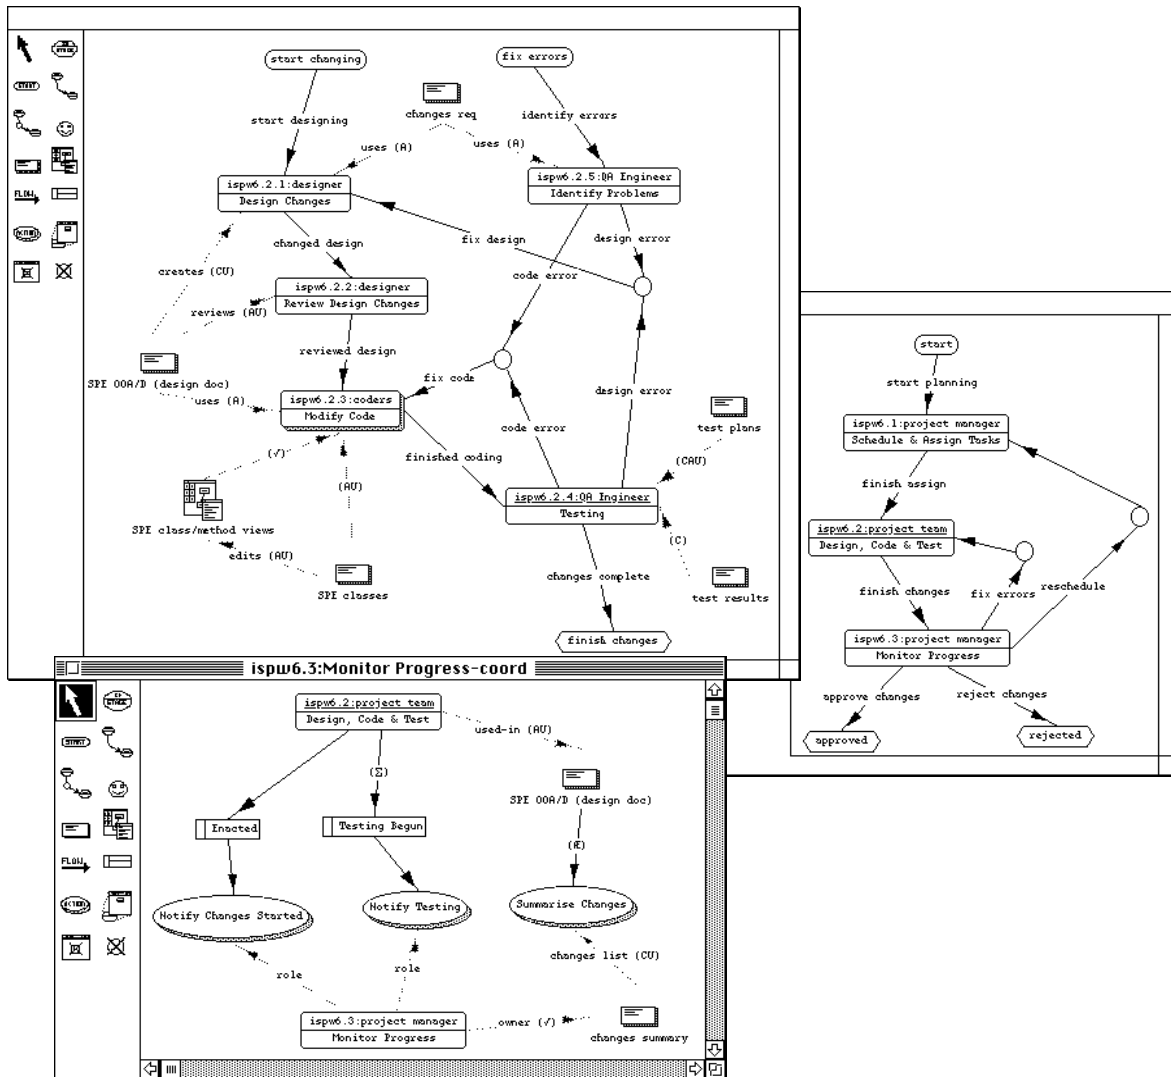 start changing
fix errors
changes req
start designing
identify errors
uses (A)
uses (A)
ispw6.2.1:designer
Design Changes
ispw6.2.5:QA Engineer
Identify Problems
changed design
fix design
design error
creates (CU)
code error
ispw6.2.2:designer
Review Design Changes
reviews (AU)
reviewed design
SPE OOA/D (design doc)
fix code
uses (A)
ispw6.2.3:coders
Modify Code
design error
code error
test plans
finished coding
(√)
(AU)
(CAU)
ispw6.2.4:QA Engineer
Testing
SPE class/method views
(C)
edits (AU)
changes complete
SPE classes
test results
finish changes
START
FLOW
ACTION
start
start planning
ispw6.1:project manager
Schedule & Assign Tasks
finish assign
ispw6.2:project team
Design, Code & Test
finish changes
fix errors
reschedule
ispw6.3:project manager
Monitor Progress
approve changes
reject changes
approved
rejected
ispw6.3:Monitor Progress-coord
START
FLOW
ACTION
ispw6.2:project team
Design, Code & Test
used-in (AU)
(Σ)
SPE OOA/D (design doc)
Enacted
Testing Begun
(Æ)
Notify Changes Started
Notify Testing
Summarise Changes
changes list (CU)
role
role
ispw6.3:project manager
Monitor Progress
owner (√)
changes summary